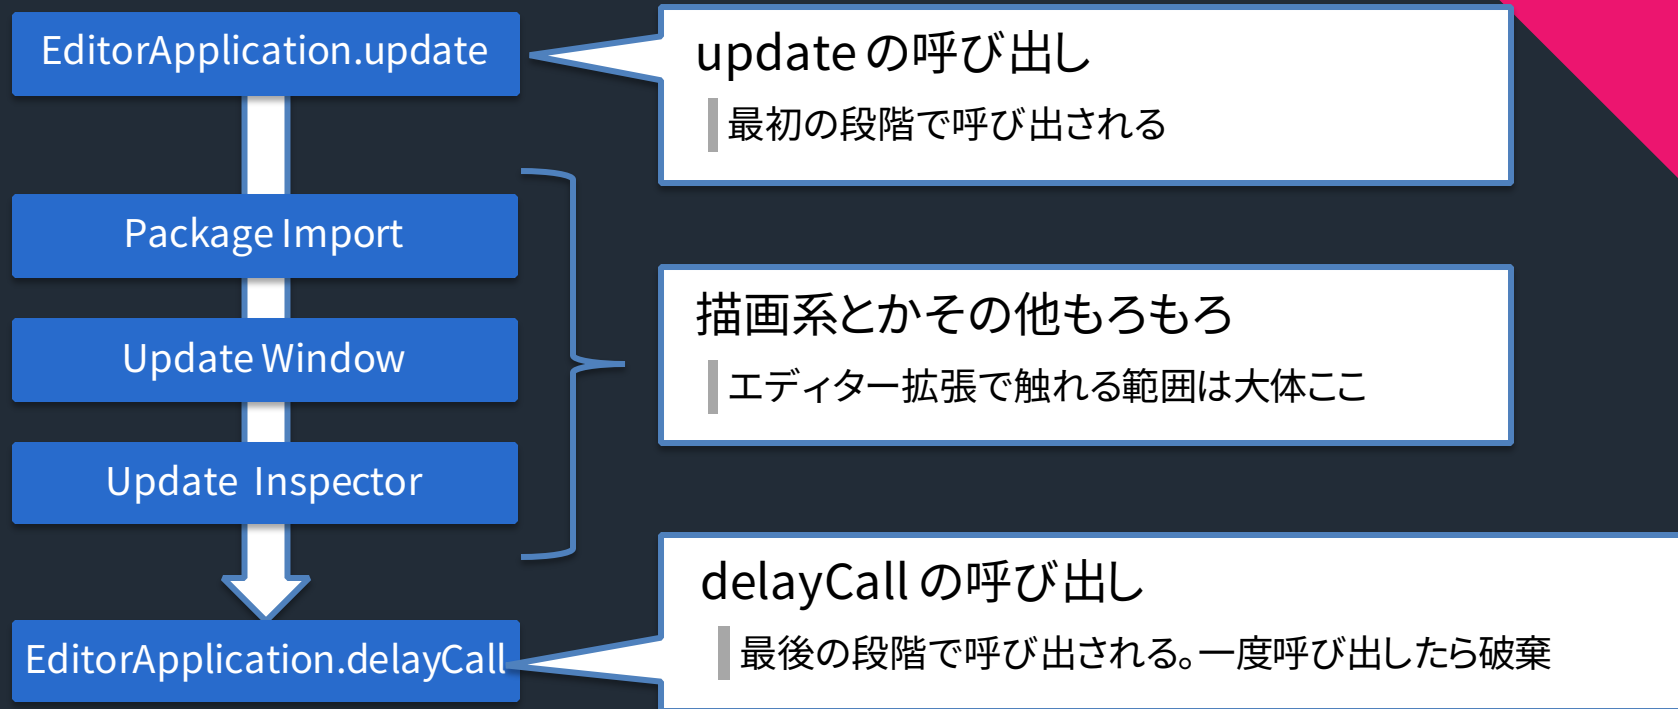 EditorApplication.update
updateの呼び出し
最初の段階で呼び出される
Package Import
Update Window
Update Inspector
描画系とかその他もろもろ
エディター拡張で触れる範囲は大体ここ
EditorApplication.delayCall
delayCallの呼び出し
最後の段階で呼び出される。一度呼び出したら破棄